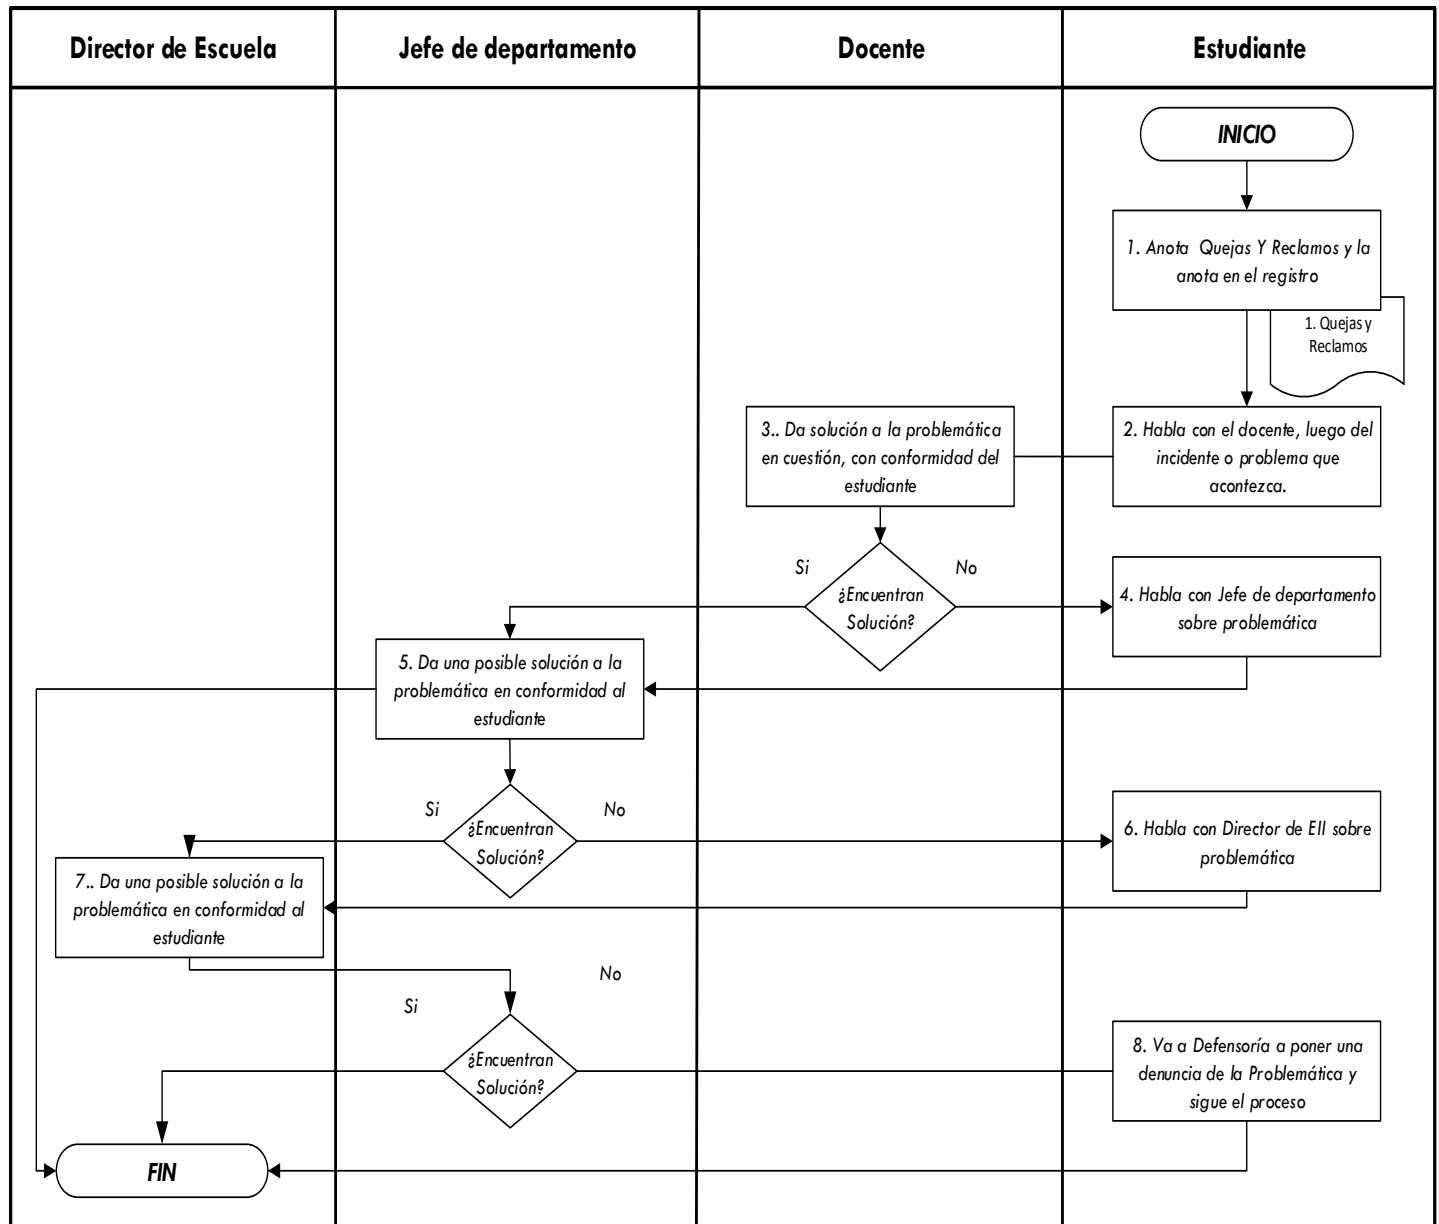 Director de Escuela
Jefe de departamento
Docente
Estudiante
INICIO
1. Anota Quejas Y Reclamos y la
anota en el registro
1. Quejas y
Reclamos
3.. Da solución a la problemática
en cuestión, con conformidad del
estudiante
2. Habla con el docente, luego del
incidente o problema que
acontezca.
Si
No
¿Encuentran
Solución?
4. Habla con Jefe de departamento
sobre problemática
5. Da una posible solución a la
problemática en conformidad al
estudiante
Si
No
¿Encuentran
Solución?
6. Habla con Director de EII sobre
problemática
7.. Da una posible solución a la
problemática en conformidad al
estudiante
No
Si
¿Encuentran
Solución?
8. Va a Defensoría a poner una
denuncia de la Problemática y
sigue el proceso
FIN